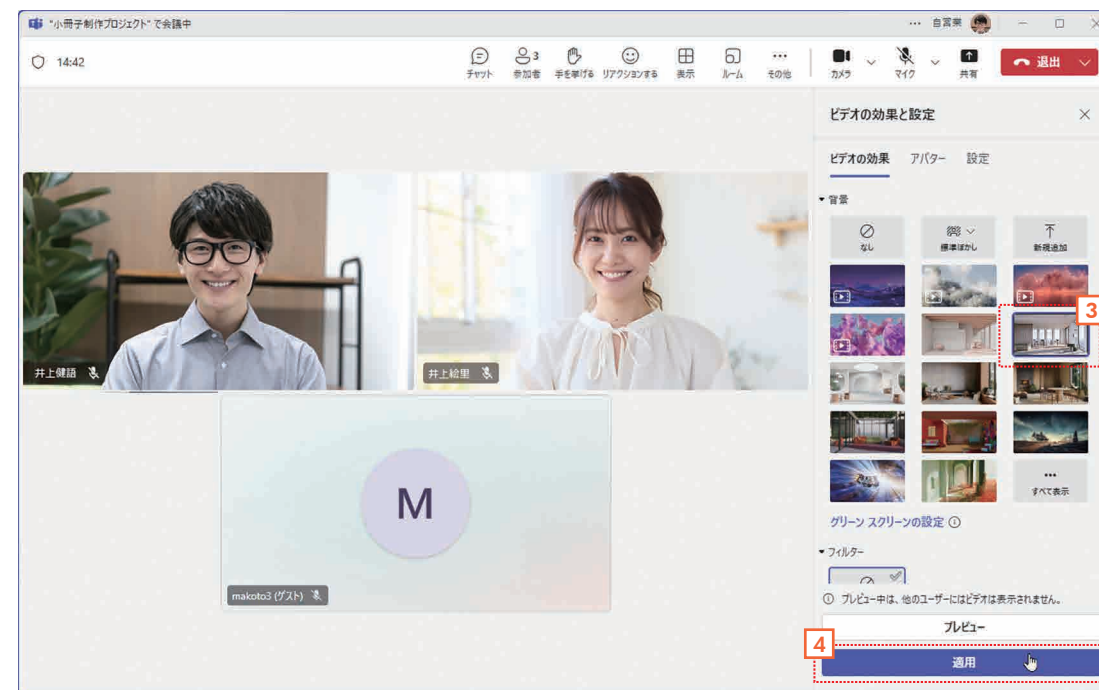 "小冊子制作プロジェクト" で会議中
… 自営業
14:42
チャット
3
参加者
手を挙げる
リアクションする
表示
ルーム
その他
カメラ
マイク
共有
退出
ビデオの効果と設定
ビデオの効果 アバター 設定
背景
なし
標準ぼかし
新規追加
3
井上健語
井上絵里
M
makoto3 (ゲスト)
すべて表示
グリーン スクリーンの設定
フィルター
プレビュー中は、他のユーザーにはビデオは表示されません。
プレビュー
4
適用